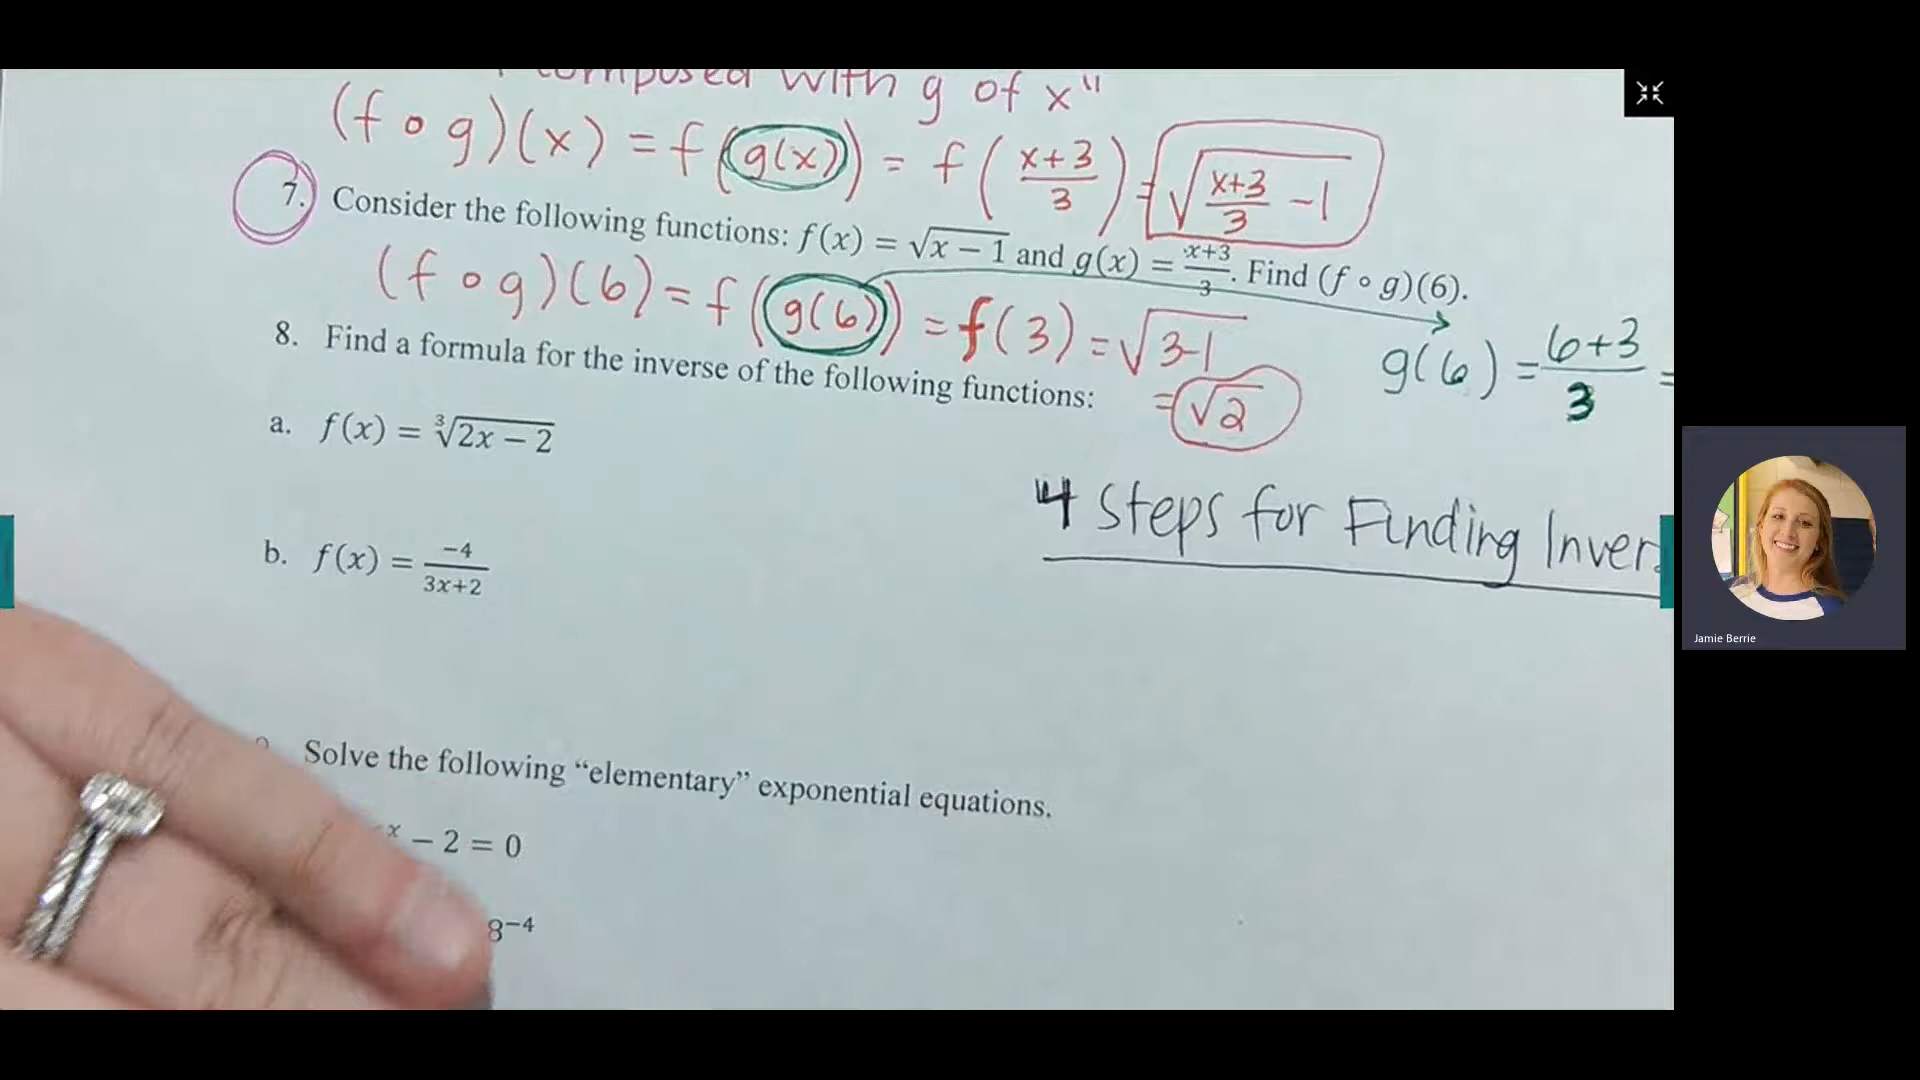 composed with g of x"
(f ∘ g)(x) = f(g(x)) = f((x+3)/3) = √((x+3)/3 − 1)
7. Consider the following functions: f(x) = √(x − 1) and g(x) = (x+3)/3. Find (f ∘ g)(6).
(f ∘ g)(6) = f(g(6)) = f(3) = √(3-1)
= √2
g(6) = (6+3)/3 =
8. Find a formula for the inverse of the following functions:
a. f(x) = ∛(2x − 2)
4 Steps for Finding
b. f(x) = −4/(3x+2)
Solve the following “elementary” exponential equations.
x − 2 = 0
8⁻⁴
Jamie Berrie